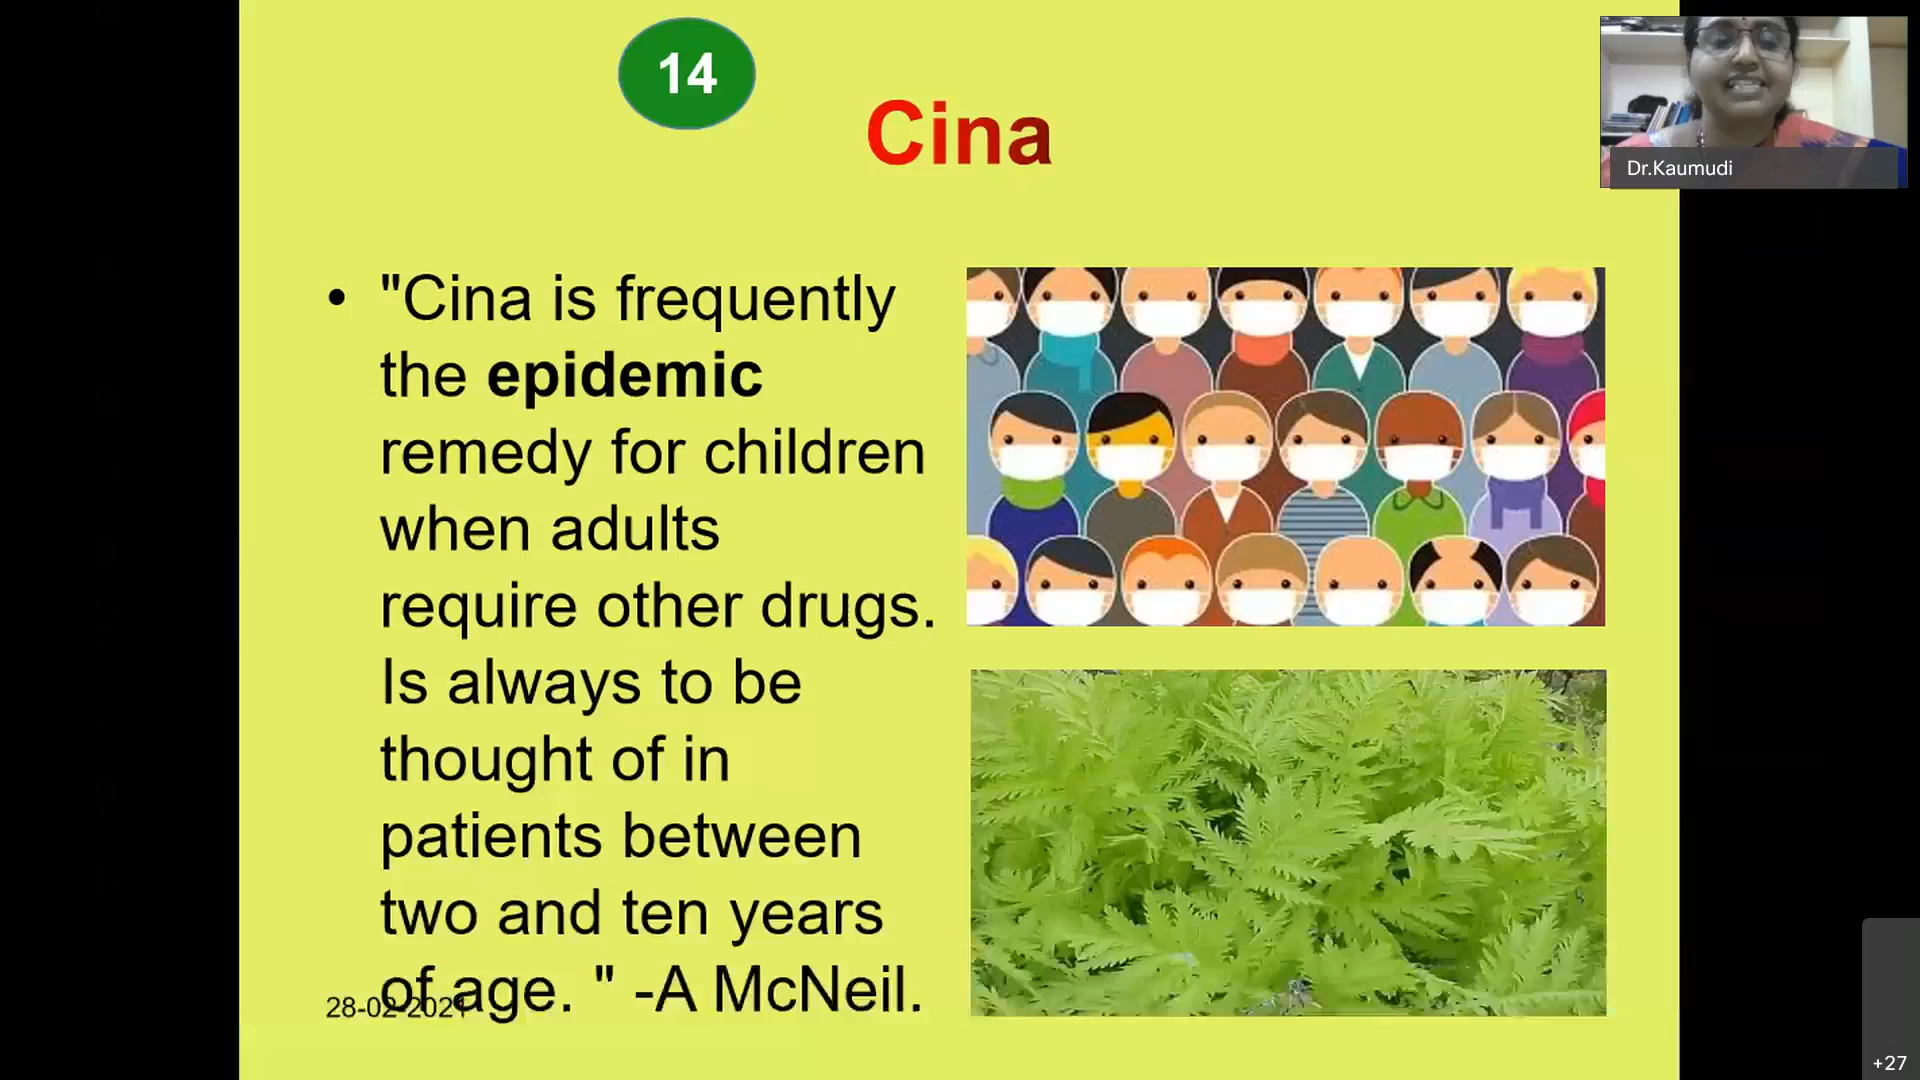 14
Cina
Dr.Kaumudi
• "Cina is frequently
the epidemic
remedy for children
when adults
require other drugs.
Is always to be
thought of in
patients between
two and ten years
of age. " -A McNeil.
28-02-2021
+27